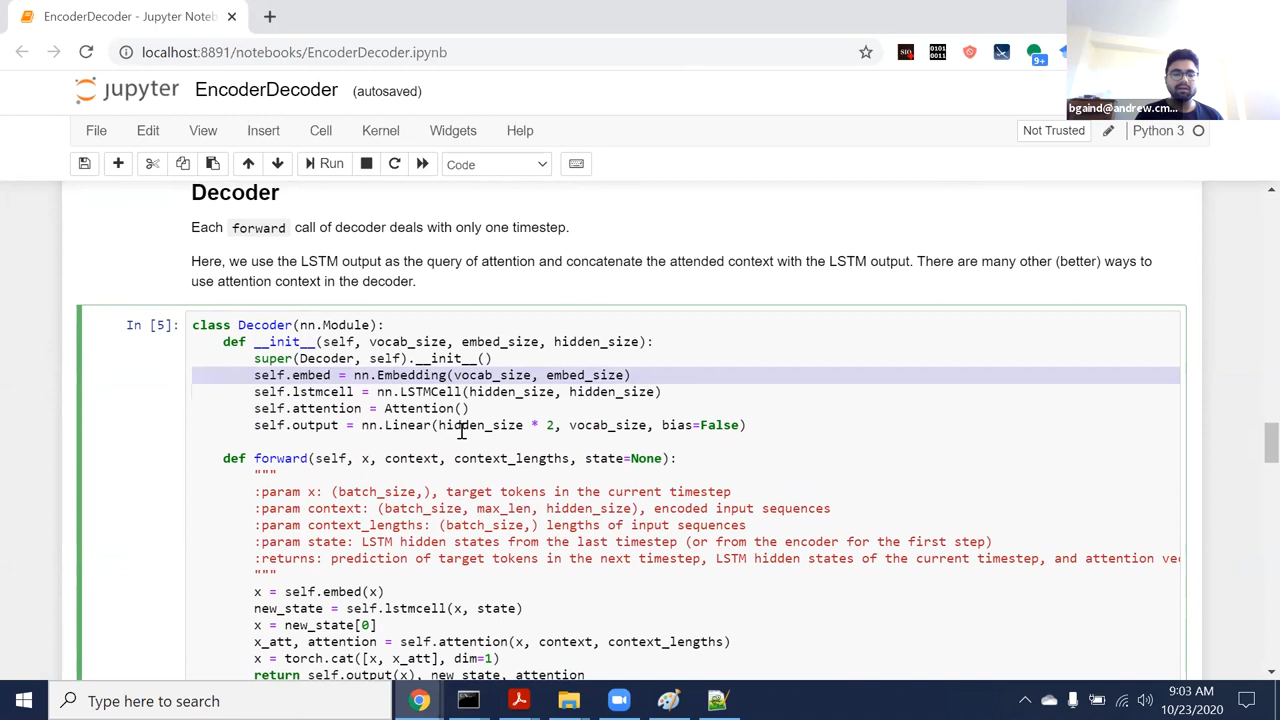 EncoderDecoder - Jupyter Noteb
localhost:8891/notebooks/EncoderDecoder.ipynb
SIO
0101
0011
9+
bgaind@andrew.cm...
jupyter EncoderDecoder (autosaved)
File Edit View Insert Cell Kernel Widgets Help Not Trusted Python 3
Run Code
Decoder
Each forward call of decoder deals with only one timestep.
Here, we use the LSTM output as the query of attention and concatenate the attended context with the LSTM output. There are many other (better) ways to
use attention context in the decoder.
In [5]: class Decoder(nn.Module):
def __init__(self, vocab_size, embed_size, hidden_size):
super(Decoder, self).__init__()
self.embed = nn.Embedding(vocab_size, embed_size)
self.lstmcell = nn.LSTMCell(hidden_size, hidden_size)
self.attention = Attention()
self.output = nn.Linear(hidden_size * 2, vocab_size, bias=False)
def forward(self, x, context, context_lengths, state=None):
"""
:param x: (batch_size,), target tokens in the current timestep
:param context: (batch_size, max_len, hidden_size), encoded input sequences
:param context_lengths: (batch_size,) lengths of input sequences
:param state: LSTM hidden states from the last timestep (or from the encoder for the first step)
:returns: prediction of target tokens in the next timestep, LSTM hidden states of the current timestep, and attention vec
"""
x = self.embed(x)
new_state = self.lstmcell(x, state)
x = new_state[0]
x_att, attention = self.attention(x, context, context_lengths)
x = torch.cat([x, x_att], dim=1)
return self.output(x), new_state, attention
Type here to search
9:03 AM
10/23/2020